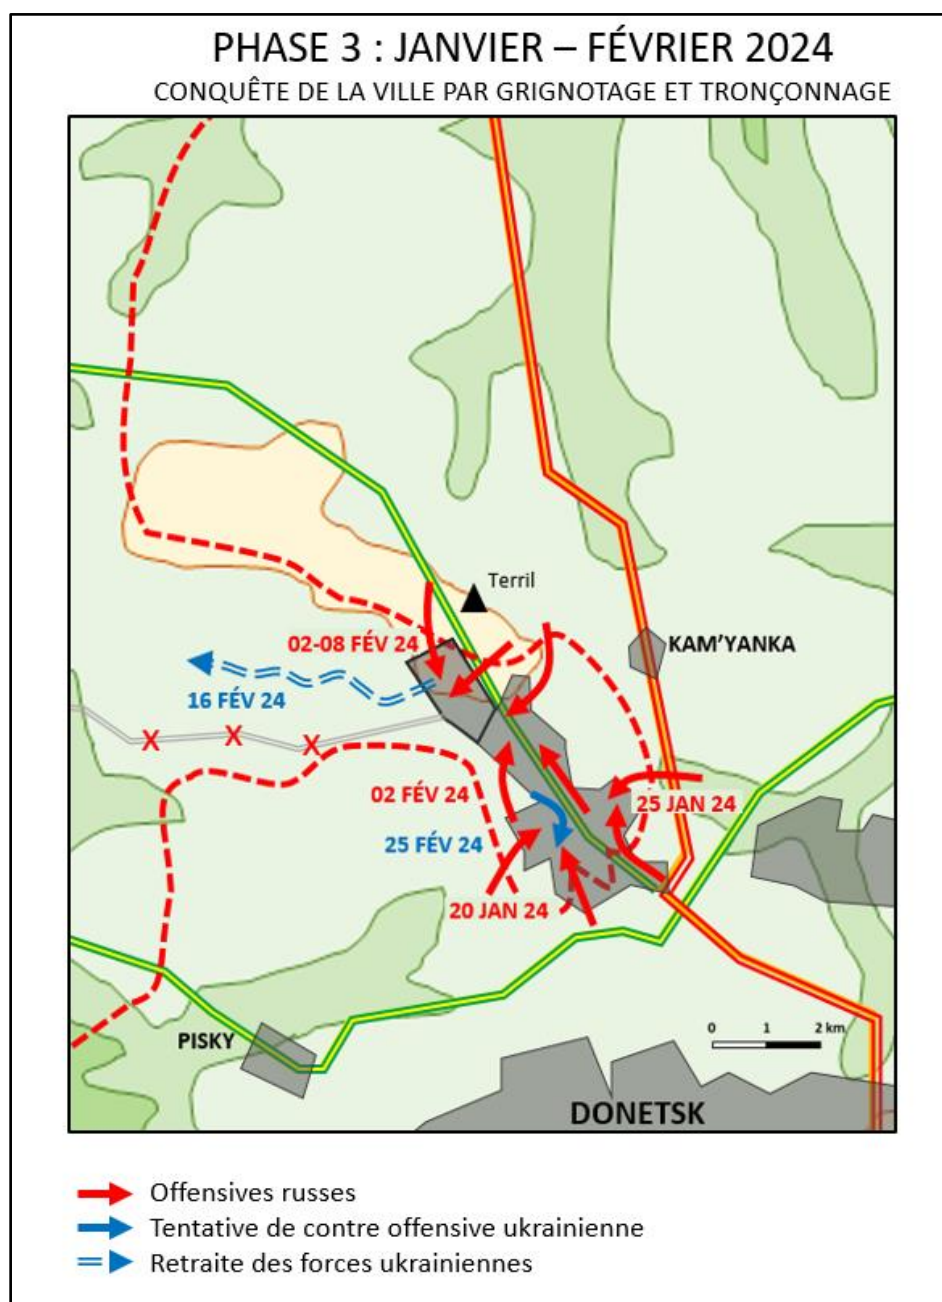 PHASE 3 : JANVIER – FÉVRIER 2024
CONQUÊTE DE LA VILLE PAR GRIGNOTAGE ET TRONÇONNAGE
Terril
02-08 FÉV 24
KAM'YANKA
16 FÉV 24
X X X
02 FÉV 24
25 JAN 24
25 FÉV 24
20 JAN 24
0 1 2 km
PISKY
DONETSK
Offensives russes
Tentative de contre offensive ukrainienne
Retraite des forces ukrainiennes